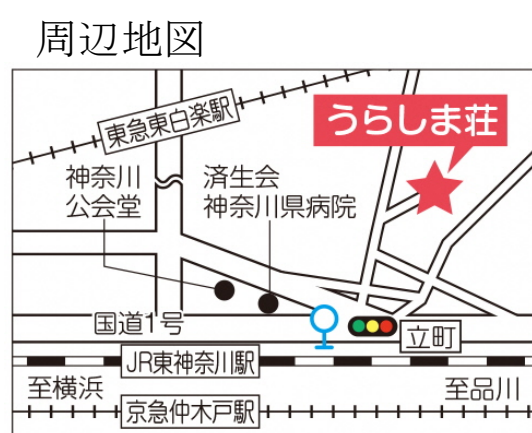 周辺地図
東急東白楽駅
うらしま荘
神奈川
公会堂
済生会
神奈川県病院
国道1号
立町
JR東神奈川駅
至横浜
至品川
京急仲木戸駅